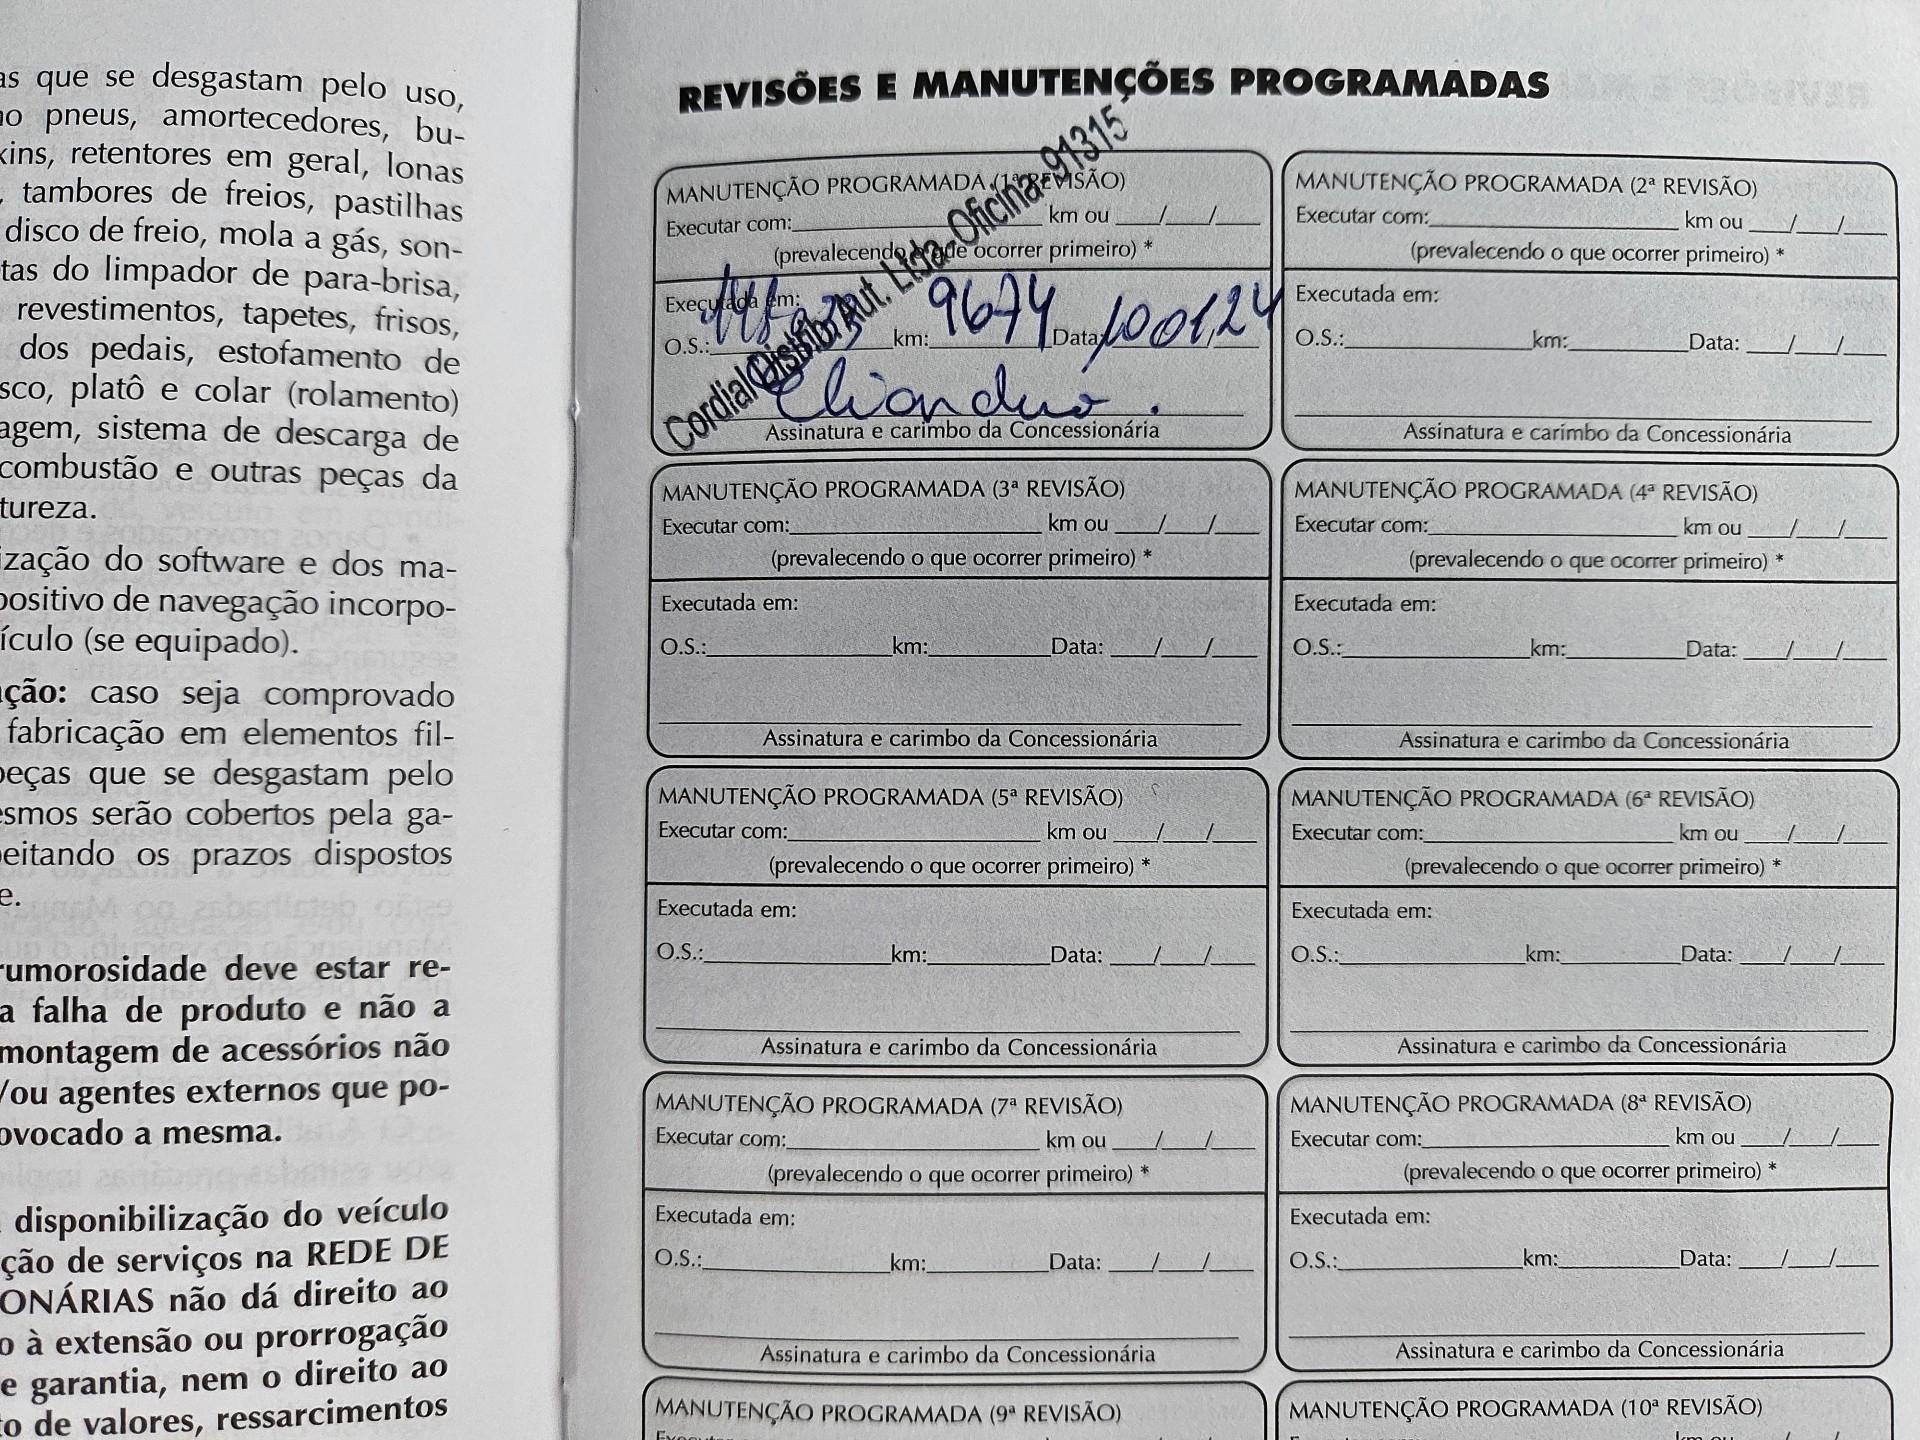 as que se desgastam pelo uso,
no pneus, amortecedores, bu-
xins, retentores em geral, lonas
, tambores de freios, pastilhas
disco de freio, mola a gás, son-
tas do limpador de para-brisa,
revestimentos, tapetes, frisos,
dos pedais, estofamento de
sco, platô e colar (rolamento)
agem, sistema de descarga de
combustão e outras peças da
tureza.
ização do software e dos ma-
positivo de navegação incorpo-
ículo (se equipado).
ção: caso seja comprovado
fabricação em elementos fil-
peças que se desgastam pelo
esmos serão cobertos pela ga-
peitando os prazos dispostos
e.
rumorosidade deve estar re-
a falha de produto e não a
montagem de acessórios não
/ou agentes externos que po-
ovocado a mesma.
disponibilização do veículo
ção de serviços na REDE DE
ONÁRIAS não dá direito ao
o à extensão ou prorrogação
e garantia, nem o direito ao
to de valores, ressarcimentos
REVISÕES E MANUTENÇÕES PROGRAMADAS
MANUTENÇÃO PROGRAMADA (1ª REVISÃO)
Executar com: km ou / /
(prevalecendo o que ocorrer primeiro) *
Executada em:
O.S.: km: 9674 Data: 10/01/24
Assinatura e carimbo da Concessionária
Cordial Distrib. Aut. Ltda-Oficina-91315
MANUTENÇÃO PROGRAMADA (2ª REVISÃO)
Executar com: km ou / /
(prevalecendo o que ocorrer primeiro) *
Executada em:
O.S.: km: Data: / /
Assinatura e carimbo da Concessionária
MANUTENÇÃO PROGRAMADA (3ª REVISÃO)
Executar com: km ou / /
(prevalecendo o que ocorrer primeiro) *
Executada em:
O.S.: km: Data: / /
Assinatura e carimbo da Concessionária
MANUTENÇÃO PROGRAMADA (4ª REVISÃO)
Executar com: km ou / /
(prevalecendo o que ocorrer primeiro) *
Executada em:
O.S.: km: Data: / /
Assinatura e carimbo da Concessionária
MANUTENÇÃO PROGRAMADA (5ª REVISÃO)
Executar com: km ou / /
(prevalecendo o que ocorrer primeiro) *
Executada em:
O.S.: km: Data: / /
Assinatura e carimbo da Concessionária
MANUTENÇÃO PROGRAMADA (6ª REVISÃO)
Executar com: km ou / /
(prevalecendo o que ocorrer primeiro) *
Executada em:
O.S.: km: Data: / /
Assinatura e carimbo da Concessionária
MANUTENÇÃO PROGRAMADA (7ª REVISÃO)
Executar com: km ou / /
(prevalecendo o que ocorrer primeiro) *
Executada em:
O.S.: km: Data: / /
Assinatura e carimbo da Concessionária
MANUTENÇÃO PROGRAMADA (8ª REVISÃO)
Executar com: km ou / /
(prevalecendo o que ocorrer primeiro) *
Executada em:
O.S.: km: Data: / /
Assinatura e carimbo da Concessionária
MANUTENÇÃO PROGRAMADA (9ª REVISÃO)
MANUTENÇÃO PROGRAMADA (10ª REVISÃO)